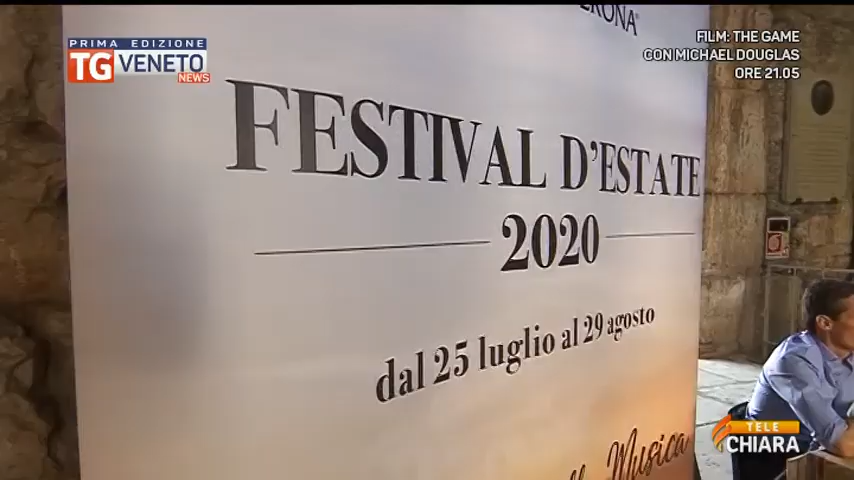 PRIMA EDIZIONE
TG VENETO
NEWS
FILM: THE GAME
CON MICHAEL DOUGLAS
ORE 21.05
FESTIVAL D'ESTATE
2020
dal 25 luglio al 29 agosto
Musica
TELE
CHIARA